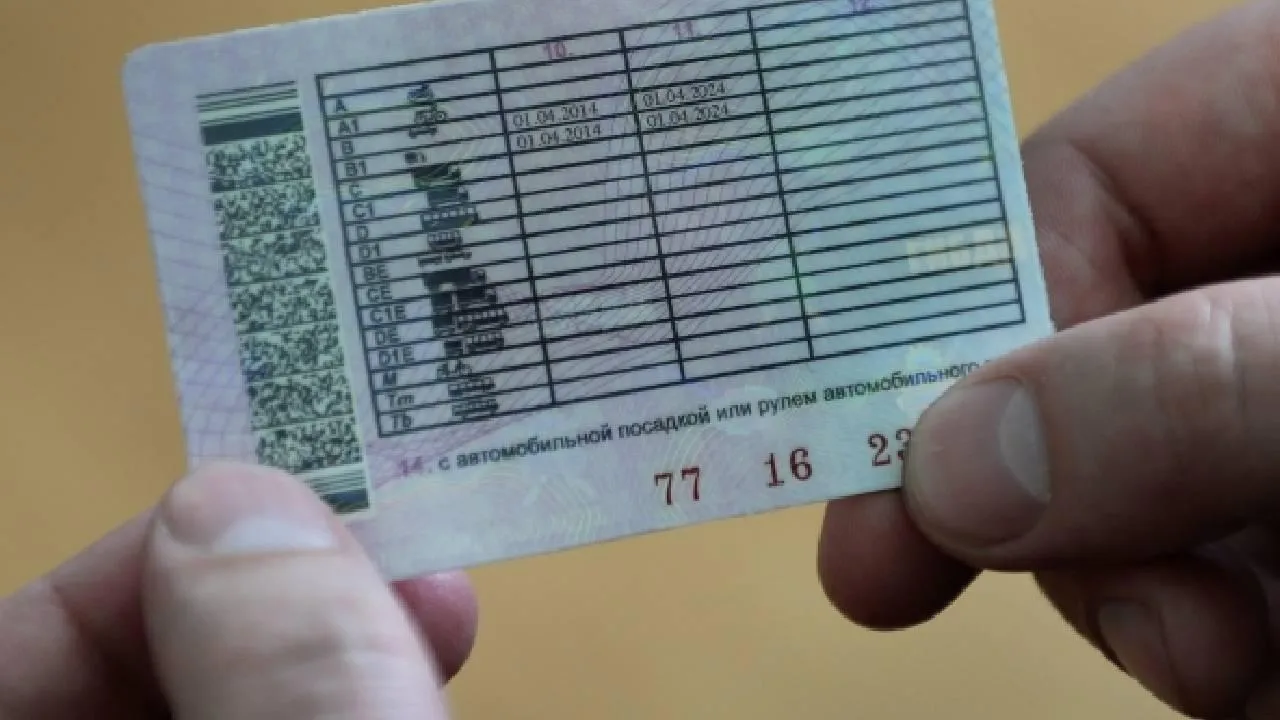 10. 11. 12.
A
A1
B 01.04.2014 01.04.2024
B1 01.04.2014 01.04.2024
C
C1
D
D1
BE
CE
C1E
DE
D1E
M
Tm
Tb
14. с автомобильной посадкой или рулем автомобильного
77 16 23